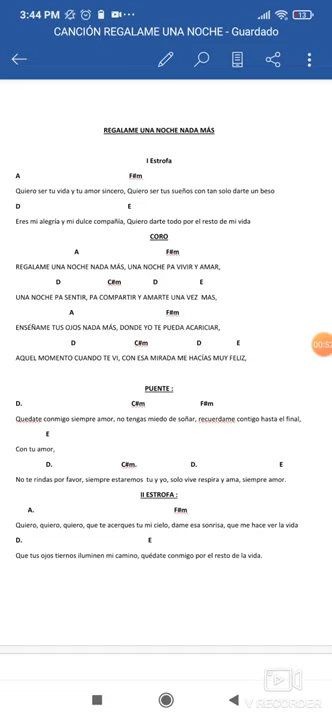 3:44 PM
13
CANCIÓN REGALAME UNA NOCHE - Guardado
REGALAME UNA NOCHE NADA MÁS
I Estrofa
A F#m
Quiero ser tu vida y tu amor sincero, Quiero ser tus sueños con tan solo darte un beso
D E
Eres mi alegría y mi dulce compañía, Quiero darte todo por el resto de mi vida
CORO
A F#m
REGALAME UNA NOCHE NADA MÁS, UNA NOCHE PA VIVIR Y AMAR,
D C#m D E
UNA NOCHE PA SENTIR, PA COMPARTIR Y AMARTE UNA VEZ MAS,
A F#m
ENSÉÑAME TUS OJOS NADA MÁS, DONDE YO TE PUEDA ACARICIAR,
D C#m D E
AQUEL MOMENTO CUANDO TE VI, CON ESA MIRADA ME HACÍAS MUY FELIZ,
PUENTE :
D. C#m F#m
Quedate conmigo siempre amor, no tengas miedo de soñar, recuerdame contigo hasta el final,
E
Con tu amor,
D. C#m. D. E
No te rindas por favor, siempre estaremos tu y yo, solo vive respira y ama, siempre amor.
II ESTROFA :
A. F#m
Quiero, quiero, quiero, que te acerques tu mi cielo, dame esa sonrisa, que me hace ver la vida
D. E
Que tus ojos tiernos iluminen mi camino, quédate conmigo por el resto de la vida.
V RECORDER